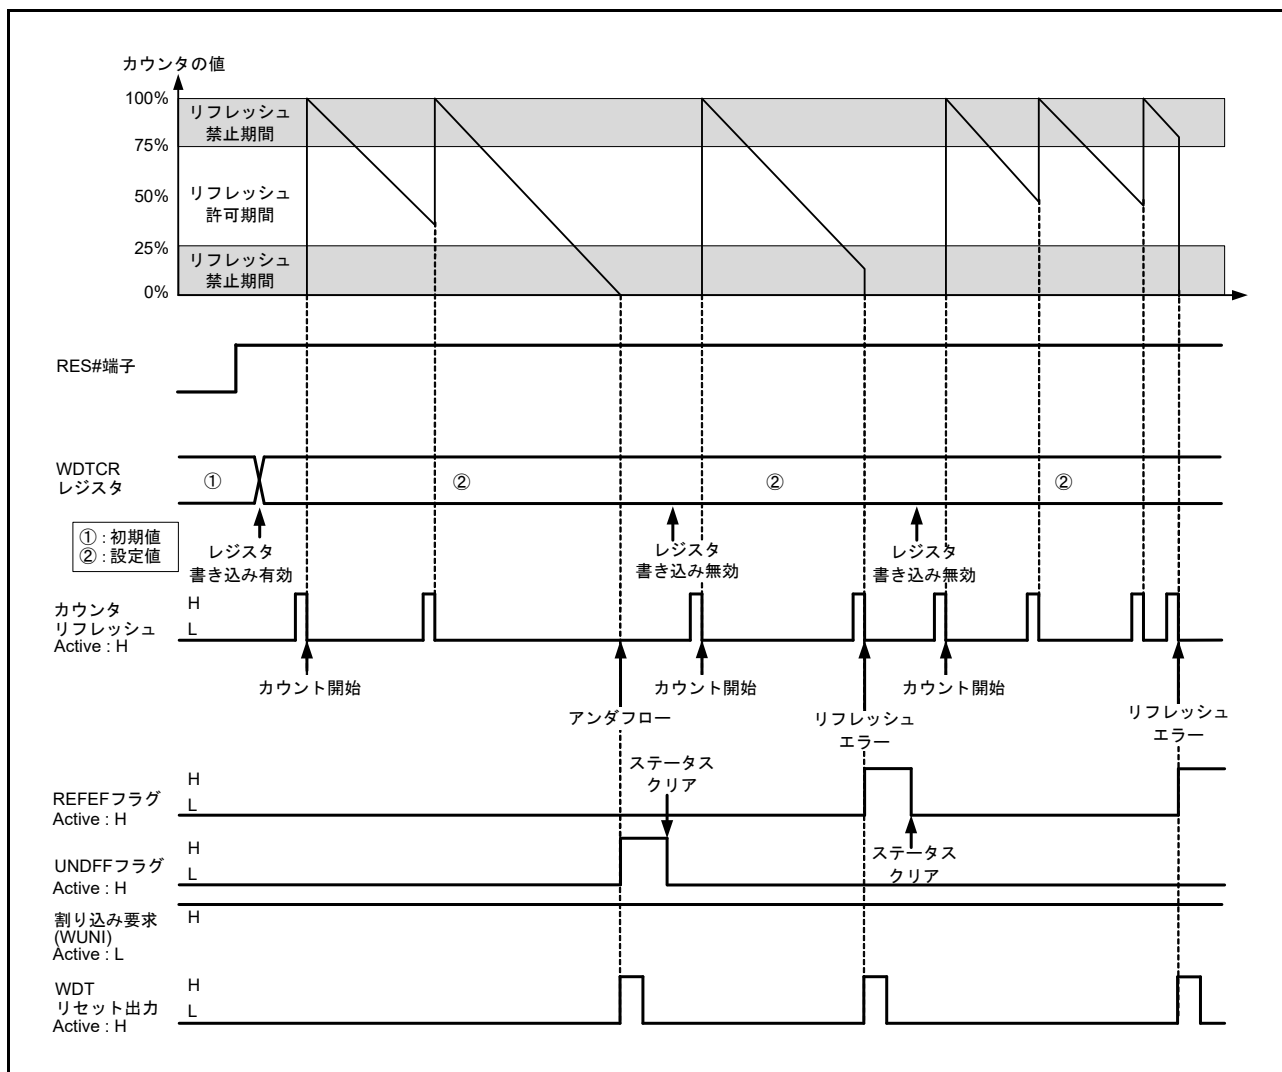 カウンタの値
100%
リフレッシュ
禁止期間
75%
50%
リフレッシュ
許可期間
25%
リフレッシュ
禁止期間
0%
RES#端子
WDTCR
レジスタ
①
②
②
②
① : 初期値
② : 設定値
レジスタ
書き込み有効
レジスタ
書き込み無効
レジスタ
書き込み無効
カウンタ
リフレッシュ
Active : H
H
L
カウント開始
カウント開始
カウント開始
アンダフロー
リフレッシュ
エラー
リフレッシュ
エラー
ステータス
クリア
REFEFフラグ
Active : H
H
L
ステータス
クリア
UNDFFフラグ
Active : H
H
L
割り込み要求
(WUNI)
Active : L
H
WDT
リセット出力
Active : H
H
L